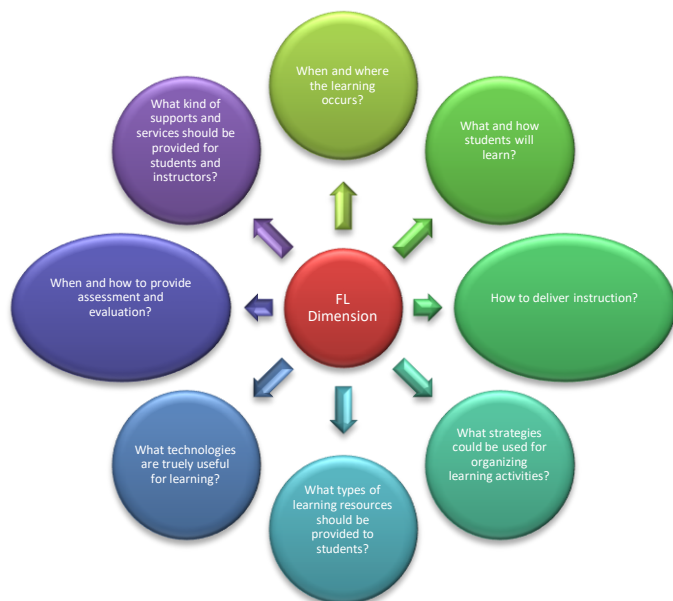 When and where
the learning
occurs?
What and how
students will
learn?
How to deliver instruction?
What strategies
could be used for
organizing
learning activities?
What types of
learning resources
should be
provided to
students?
What technologies
are truely useful
for learning?
When and how to provide
assessment and
evaluation?
What kind of
supports and
services should be
provided for
students and
instructors?
FL
Dimension